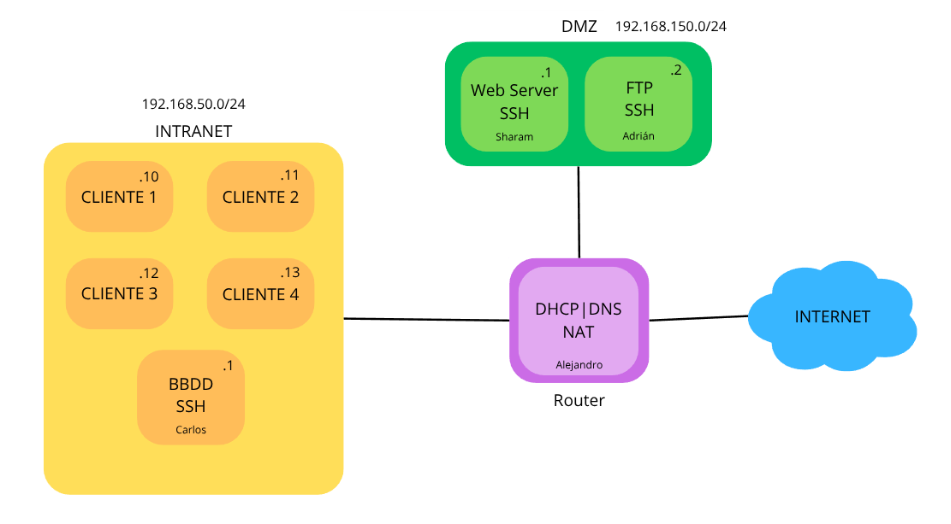 DMZ 192.168.150.0/24
.1
Web Server
SSH
Sharam
.2
FTP
SSH
Adrián
192.168.50.0/24
INTRANET
.10
CLIENTE 1
.11
CLIENTE 2
.12
CLIENTE 3
.13
CLIENTE 4
.1
BBDD
SSH
Carlos
DHCP|DNS
NAT
Alejandro
Router
INTERNET